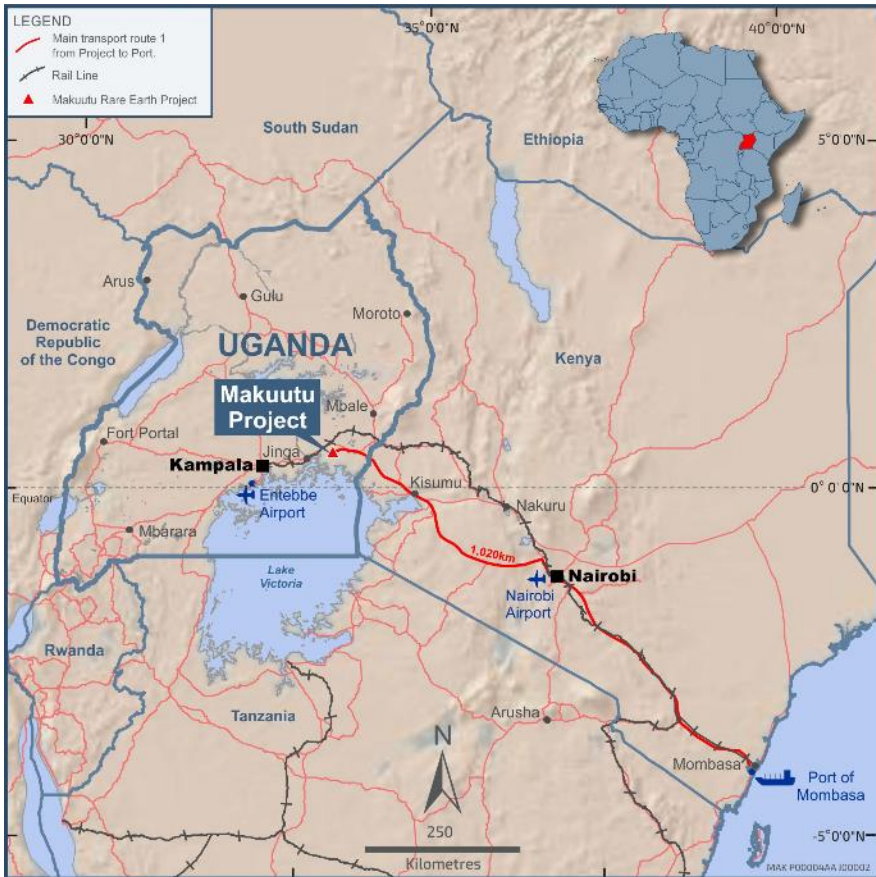 LEGEND
Main transport route 1
from Project to Port.
Rail Line
Makuutu Rare Earth Project
35°0'0"N
40°0'0"N
30°0'0"N
5°0'0"N
South Sudan
Ethiopia
Arus
Gulu
Moroto
Democratic
Republic
of the Congo
UGANDA
Kenya
Makuutu
Project
Mbale
Fort Portal
Jinga
Kampala
Kisumu
Equator
0°0'0"N
Entebbe
Airport
Nakuru
Mbarara
1,020km
Lake
Victoria
Nairobi
Nairobi
Airport
Rwanda
Tanzania
Arusha
N
Mombasa
Port of
Mombasa
250
Kilometres
-5°0'0"N